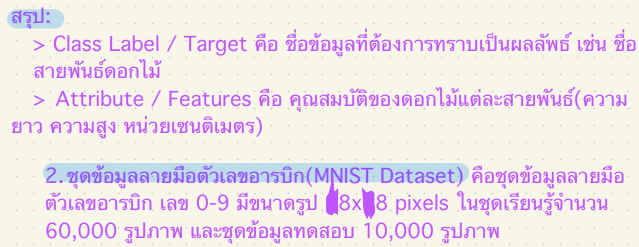 สรุป:
> Class Label / Target คือ ชื่อข้อมูลที่ต้องการทราบเป็นผลลัพธ์ เช่น ชื่อ
สายพันธ์ดอกไม้
> Attribute / Features คือ คุณสมบัติของดอกไม้แต่ละสายพันธ์(ความ
ยาว ความสูง หน่วยเซนติเมตร)
2.ชุดข้อมูลลายมือตัวเลขอารบิก(MNIST Dataset) คือชุดข้อมูลลายมือ
ตัวเลขอารบิก เลข 0-9 มีขนาดรูป 8x 8 pixels ในชุดเรียนรู้จำนวน
60,000 รูปภาพ และชุดข้อมูลทดสอบ 10,000 รูปภาพ